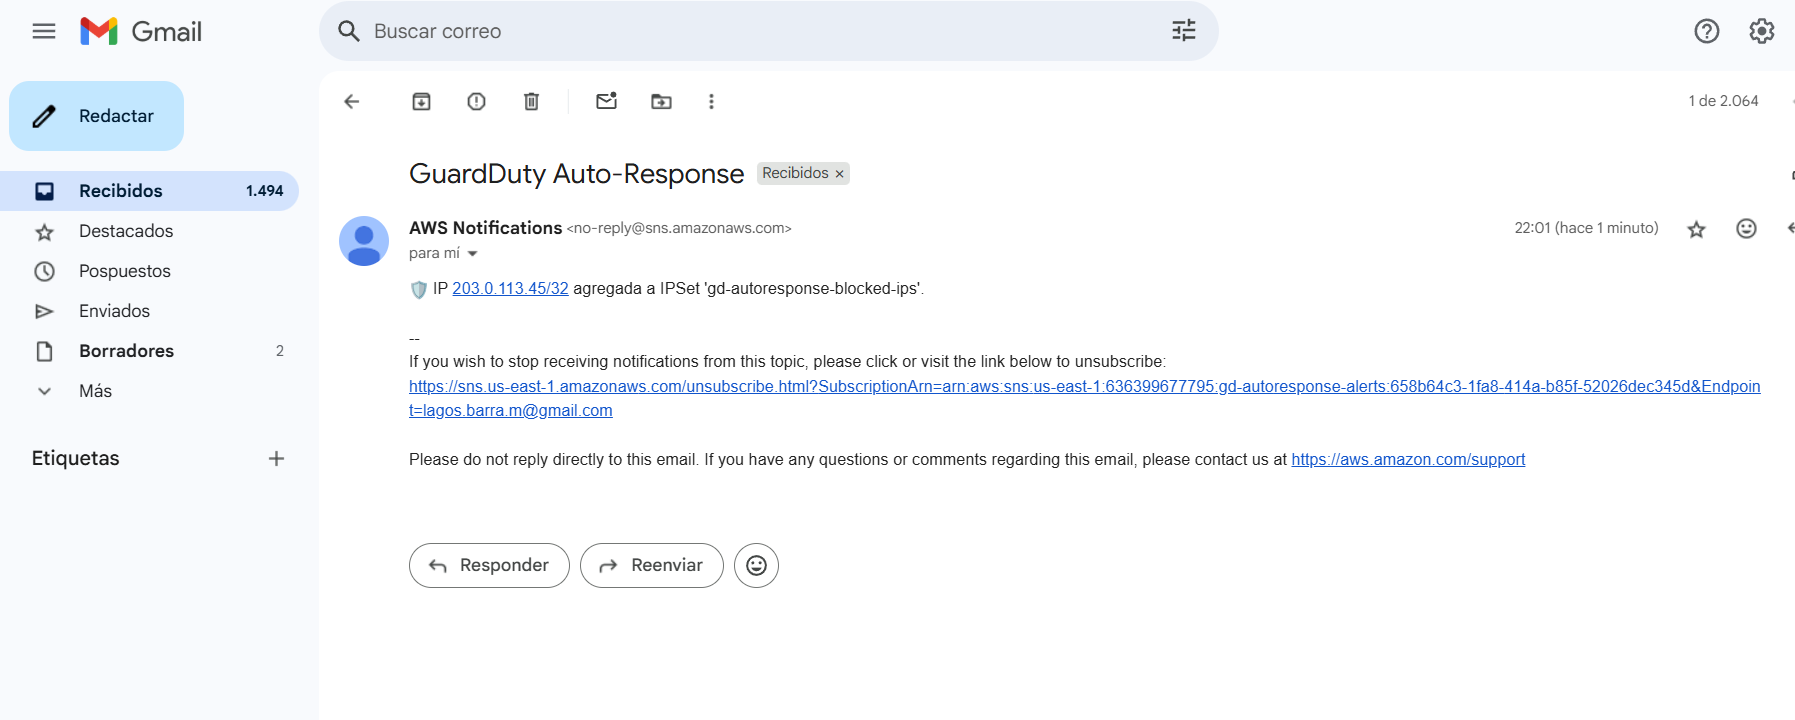 Gmail
Buscar correo
Redactar
1 de 2.064
GuardDuty Auto-Response
Recibidos ×
Recibidos 1.494
Destacados
Pospuestos
Enviados
Borradores 2
Más
Etiquetas +
AWS Notifications <no-reply@sns.amazonaws.com>
22:01 (hace 1 minuto)
para mí
IP 203.0.113.45/32 agregada a IPSet 'gd-autoresponse-blocked-ips'.
--
If you wish to stop receiving notifications from this topic, please click or visit the link below to unsubscribe:
https://sns.us-east-1.amazonaws.com/unsubscribe.html?SubscriptionArn=arn:aws:sns:us-east-1:636399677795:gd-autoresponse-alerts:658b64c3-1fa8-414a-b85f-52026dec345d&Endpoin
t=lagos.barra.m@gmail.com
Please do not reply directly to this email. If you have any questions or comments regarding this email, please contact us at https://aws.amazon.com/support
Responder
Reenviar